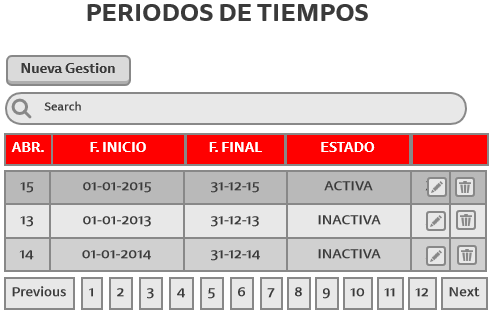 PERIODOS DE TIEMPOS
Nueva Gestion
Search
ABR. F. INICIO F. FINAL ESTADO
15 01-01-2015 31-12-15 ACTIVA
13 01-01-2013 31-12-13 INACTIVA
14 01-01-2014 31-12-14 INACTIVA
Previous 1 2 3 4 5 6 7 8 9 10 11 12 Next